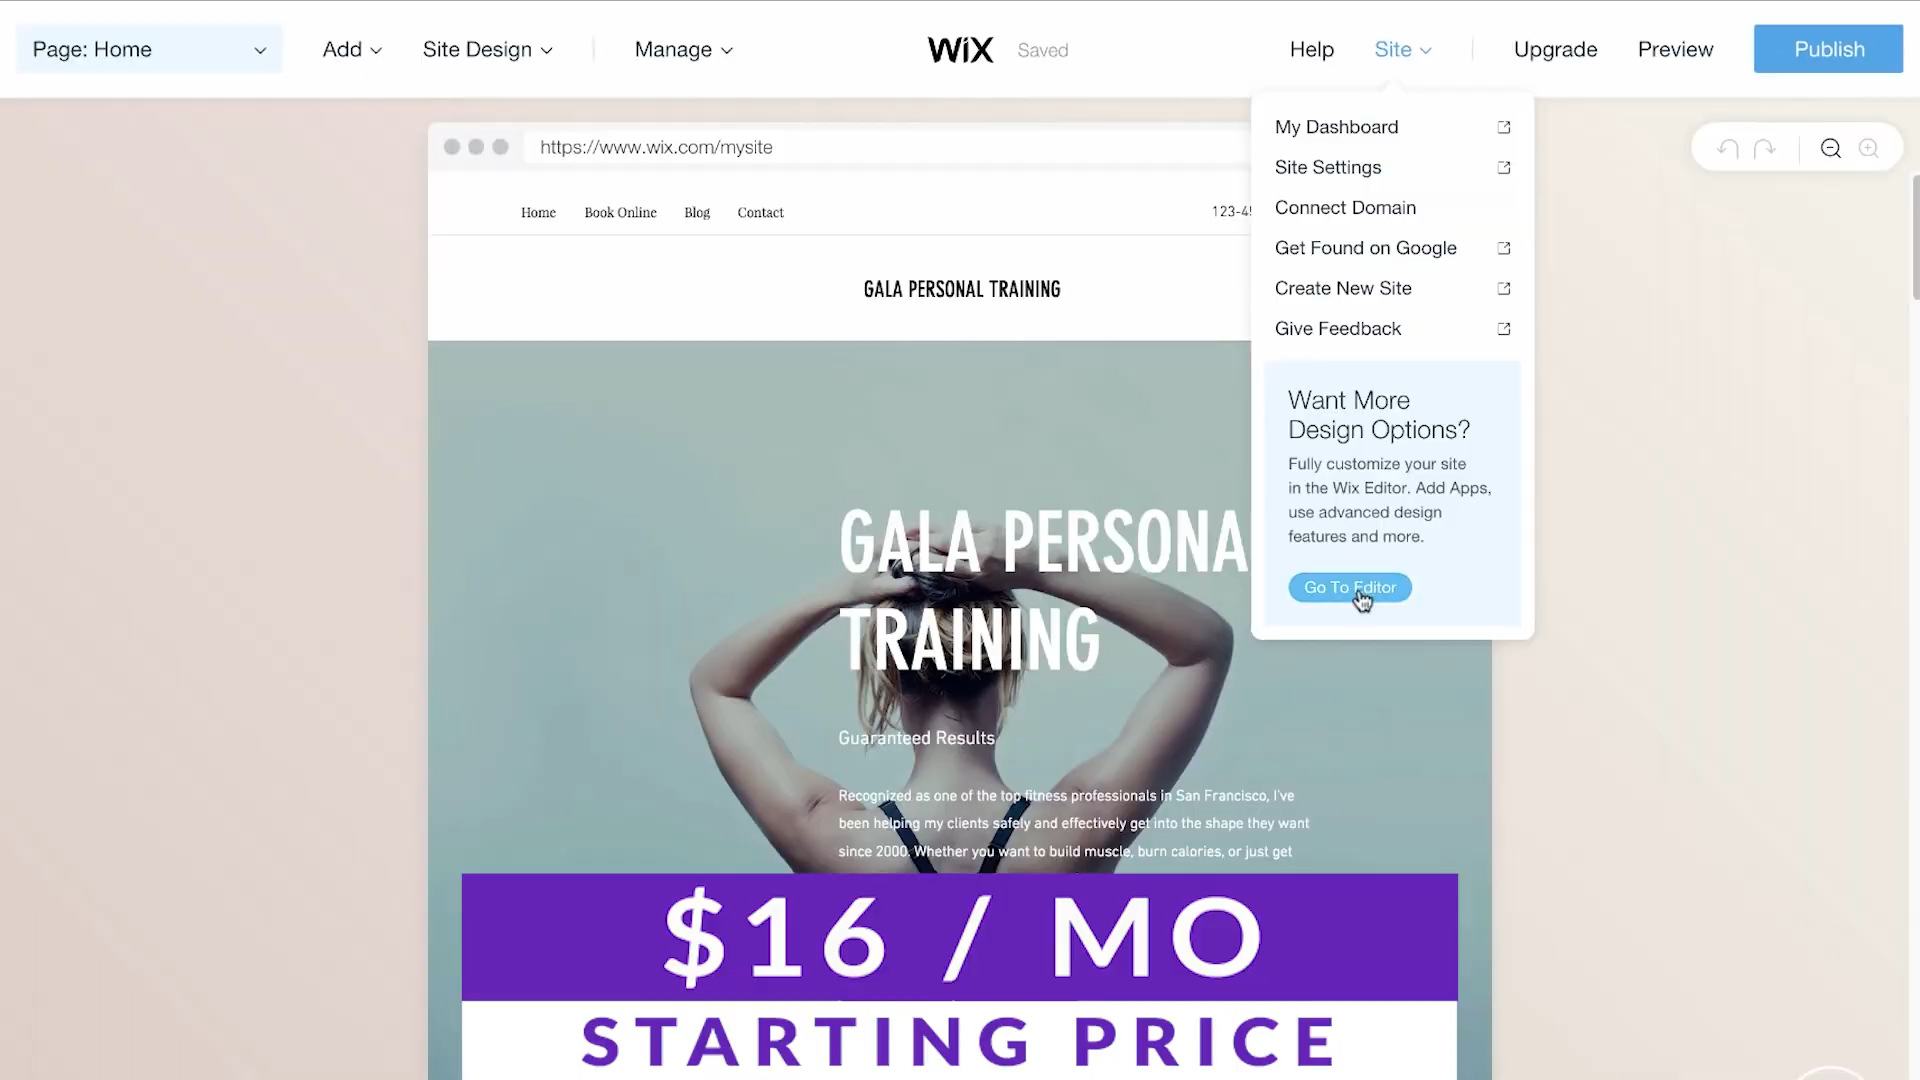 Page: Home
Add
Site Design
Manage
WiX
Saved
Help
Site
Upgrade
Preview
Publish
https://www.wix.com/mysite
Home
Book Online
Blog
Contact
123-45
GALA PERSONAL TRAINING
My Dashboard
Site Settings
Connect Domain
Get Found on Google
Create New Site
Give Feedback
Want More
Design Options?
Fully customize your site
in the Wix Editor. Add Apps,
use advanced design
features and more.
Go To Editor
GALA PERSONA
TRAINING
Guaranteed Results
Recognized as one of the top fitness professionals in San Francisco, I've
been helping my clients safely and effectively get into the shape they want
since 2000. Whether you want to build muscle, burn calories, or just get
$16 / MO
STARTING PRICE